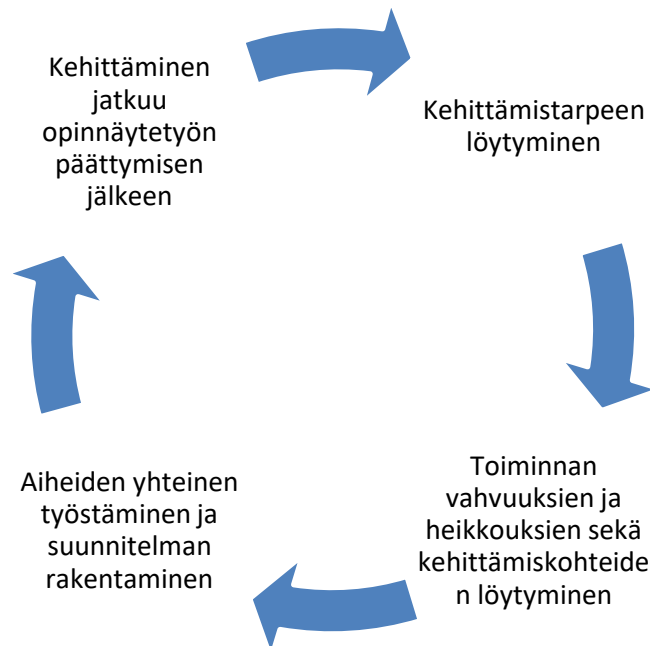 Kehittäminen
jatkuu
opinnäytetyön
päättymisen
jälkeen
Kehittämistarpeen
löytyminen
Toiminnan
vahvuuksien ja
heikkouksien sekä
kehittämiskohteide
n löytyminen
Aiheiden yhteinen
työstäminen ja
suunnitelman
rakentaminen